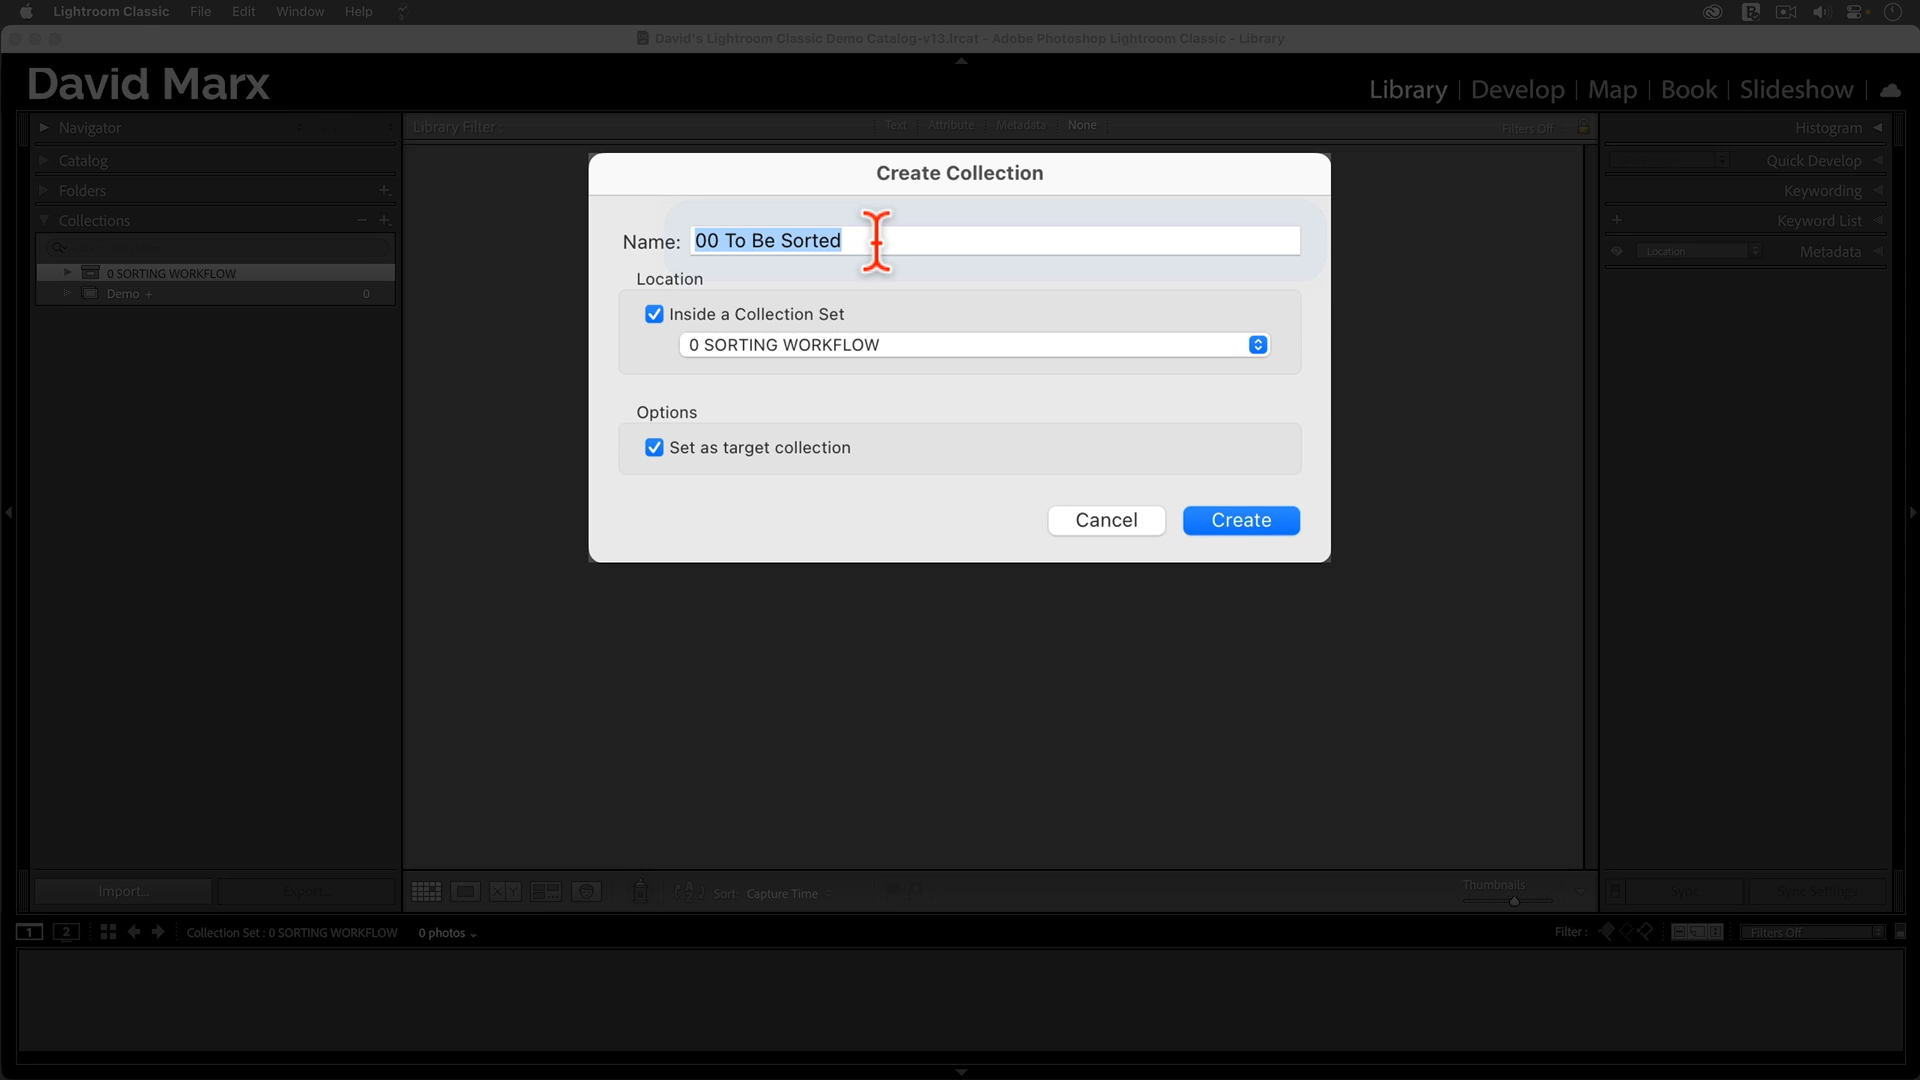 Lightroom Classic File Edit Window Help
David's Lightroom Classic Demo Catalog-v13.lrcat - Adobe Photoshop Lightroom Classic - Library
David Marx
Library | Develop | Map | Book | Slideshow |
Navigator
Library Filter:
Text Attribute Metadata None
Filters Off
Histogram
Catalog
Quick Develop
Folders
Keywording
Collections
Keyword List
Location
Metadata
0 SORTING WORKFLOW
Demo +
0
Create Collection
Name: 00 To Be Sorted
Location
Inside a Collection Set
0 SORTING WORKFLOW
Options
Set as target collection
Cancel
Create
Import...
Export...
X Y
Sort: Capture Time
Thumbnails
Sync
Sync Settings
1 2
Collection Set : 0 SORTING WORKFLOW
0 photos
Filter :
Filters Off